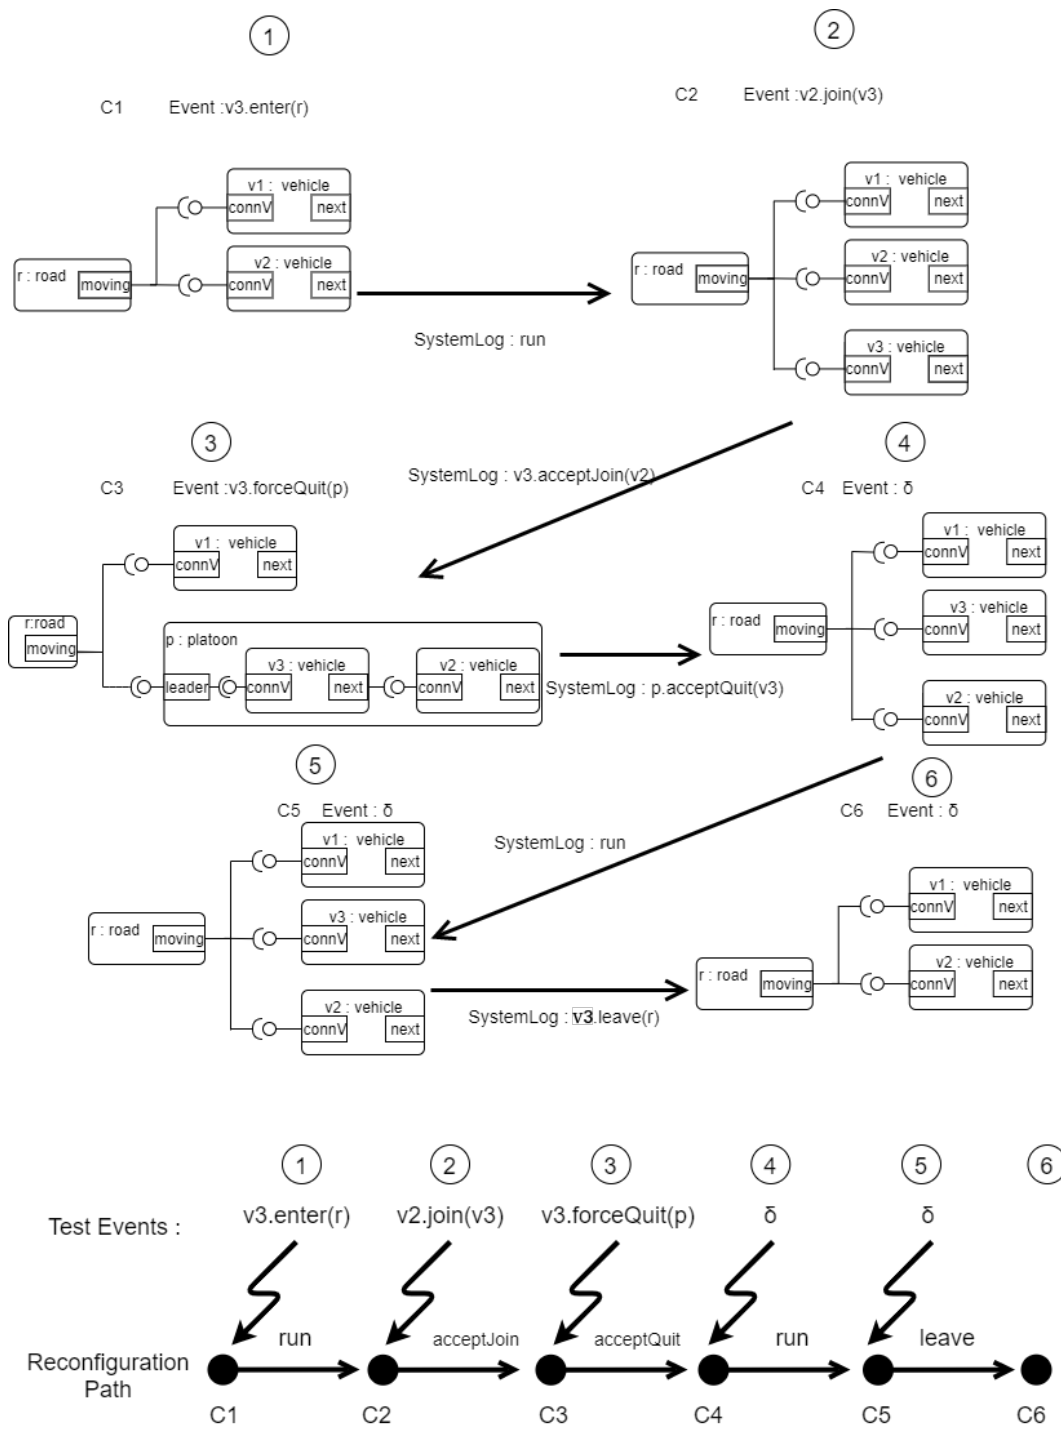 1
2
C1 Event :v3.enter(r)
C2 Event :v2.join(v3)
v1 : vehicle
connV next
v2 : vehicle
connV next
r : road
moving
SystemLog : run
v1 : vehicle
connV next
v2 : vehicle
connV next
r : road
moving
v3 : vehicle
connV next
3
4
SystemLog : v3.acceptJoin(v2)
C3 Event :v3.forceQuit(p)
C4 Event : δ
v1 : vehicle
connV next
r:road
moving
p : platoon
leader
v3 : vehicle
connV next
v2 : vehicle
connV next
SystemLog : p.acceptQuit(v3)
v1 : vehicle
connV next
r : road
moving
v3 : vehicle
connV next
v2 : vehicle
connV next
5
6
C5 Event : δ
C6 Event : δ
SystemLog : run
v1 : vehicle
connV next
r : road
moving
v3 : vehicle
connV next
v2 : vehicle
connV next
SystemLog : v3.leave(r)
v1 : vehicle
connV next
r : road
moving
v2 : vehicle
connV next
1 2 3 4 5 6
Test Events : v3.enter(r) v2.join(v3) v3.forceQuit(p) δ δ
run acceptJoin acceptQuit run leave
Reconfiguration
Path
C1 C2 C3 C4 C5 C6